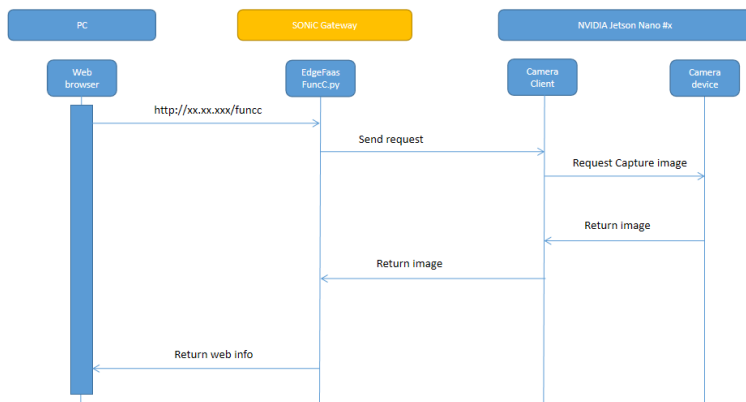 PC
SONiC Gateway
NVIDIA Jetson Nano #x
Web
browser
EdgeFaas
FuncC.py
Camera
Client
Camera
device
http://xx.xx.xxx/funcc
Send request
Request Capture image
Return image
Return image
Return web info